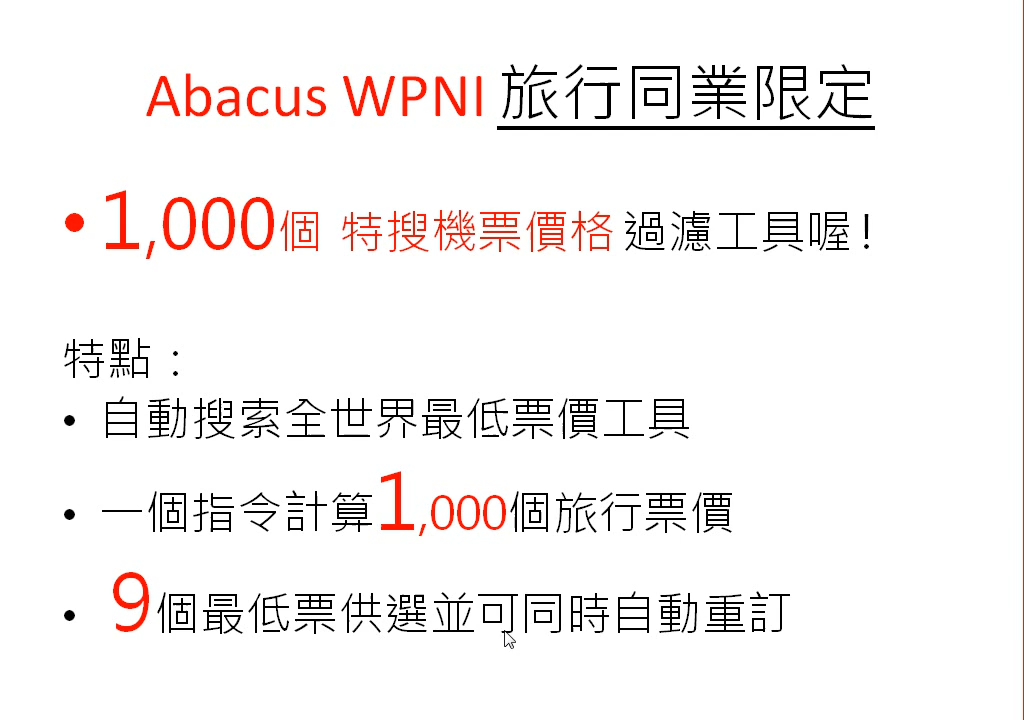 Abacus WPNI 旅行同業限定
• 1,000個 特搜機票價格 過濾工具喔!
特點：
• 自動搜索全世界最低票價工具
• 一個指令計算1,000個旅行票價
• 9個最低票供選並可同時自動重訂